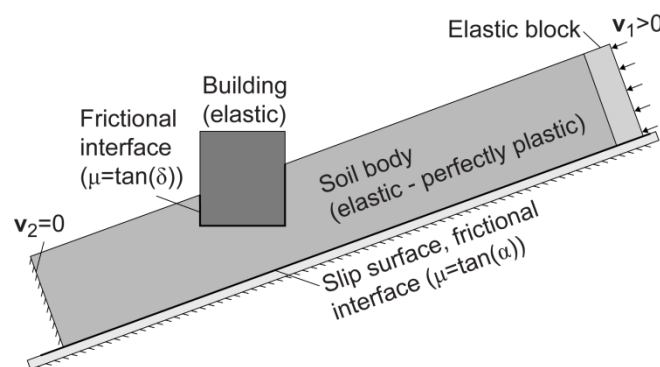 Elastic block
v₁>0
Building
(elastic)
Frictional
interface
(μ=tan(δ))
Soil body
(elastic - perfectly plastic)
v₂=0
Slip surface, frictional
interface (μ=tan(α))